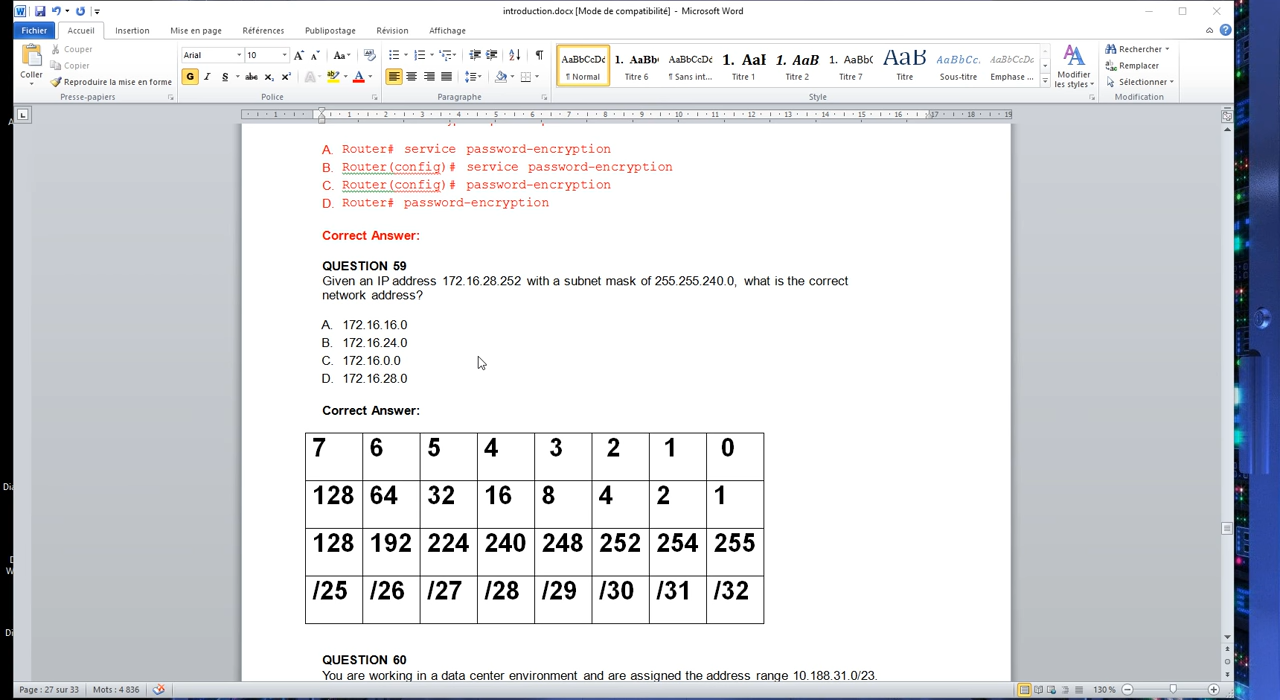 introduction.docx [Mode de compatibilité] - Microsoft Word
Fichier Accueil Insertion Mise en page Références Publipostage Révision Affichage
Couper
Copier
Reproduire la mise en forme
Coller
Presse-papiers
Arial 10
G I S abc x₂ x² Aa
Police
Paragraphe
AaBbCcDc ¶ Normal
1. AaBb( Titre 6
AaBbCcDc ¶ Sans int...
1. AaI Titre 1
1. AaB Titre 2
1. AaBbC Titre 7
AaB Titre
AaBbCc. Sous-titre
AaBbCcDc Emphase ...
Modifier les styles
Style
Rechercher
Remplacer
Sélectionner
Modification
A. Router# service password-encryption
B. Router(config)# service password-encryption
C. Router(config)# password-encryption
D. Router# password-encryption
Correct Answer:
QUESTION 59
Given an IP address 172.16.28.252 with a subnet mask of 255.255.240.0, what is the correct
network address?
A. 172.16.16.0
B. 172.16.24.0
C. 172.16.0.0
D. 172.16.28.0
Correct Answer:
7 6 5 4 3 2 1 0
128 64 32 16 8 4 2 1
128 192 224 240 248 252 254 255
/25 /26 /27 /28 /29 /30 /31 /32
QUESTION 60
You are working in a data center environment and are assigned the address range 10.188.31.0/23.
Page : 27 sur 33 Mots : 4 836 130 %